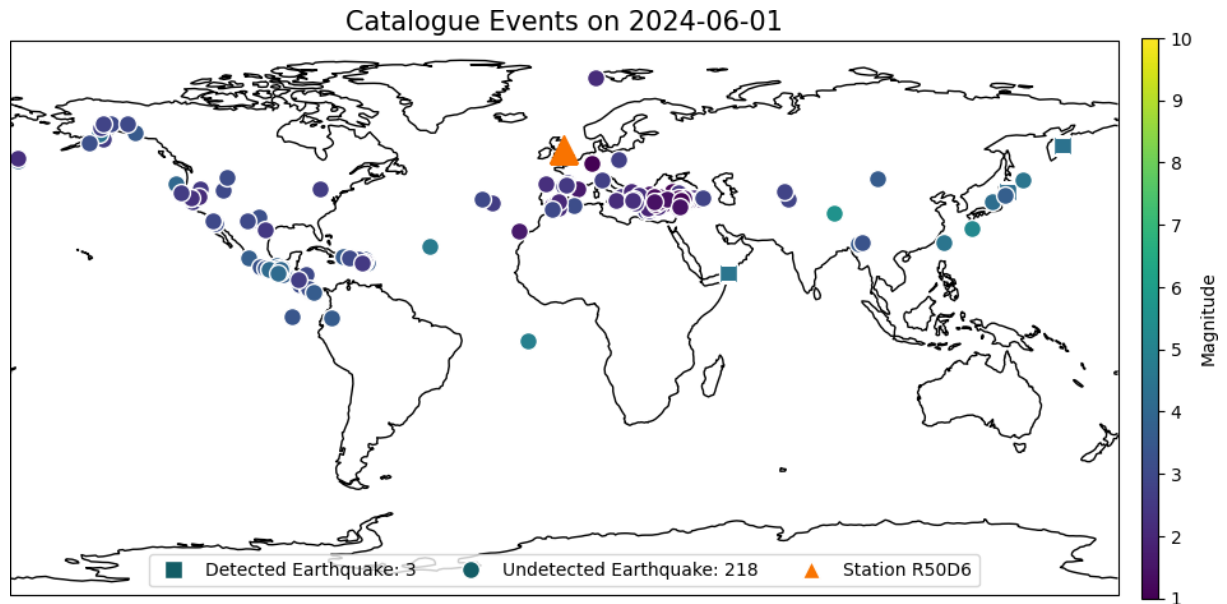 Catalogue Events on 2024-06-01
10
9
8
7
6
5
4
3
2
1
Magnitude
Detected Earthquake: 3
Undetected Earthquake: 218
Station R50D6